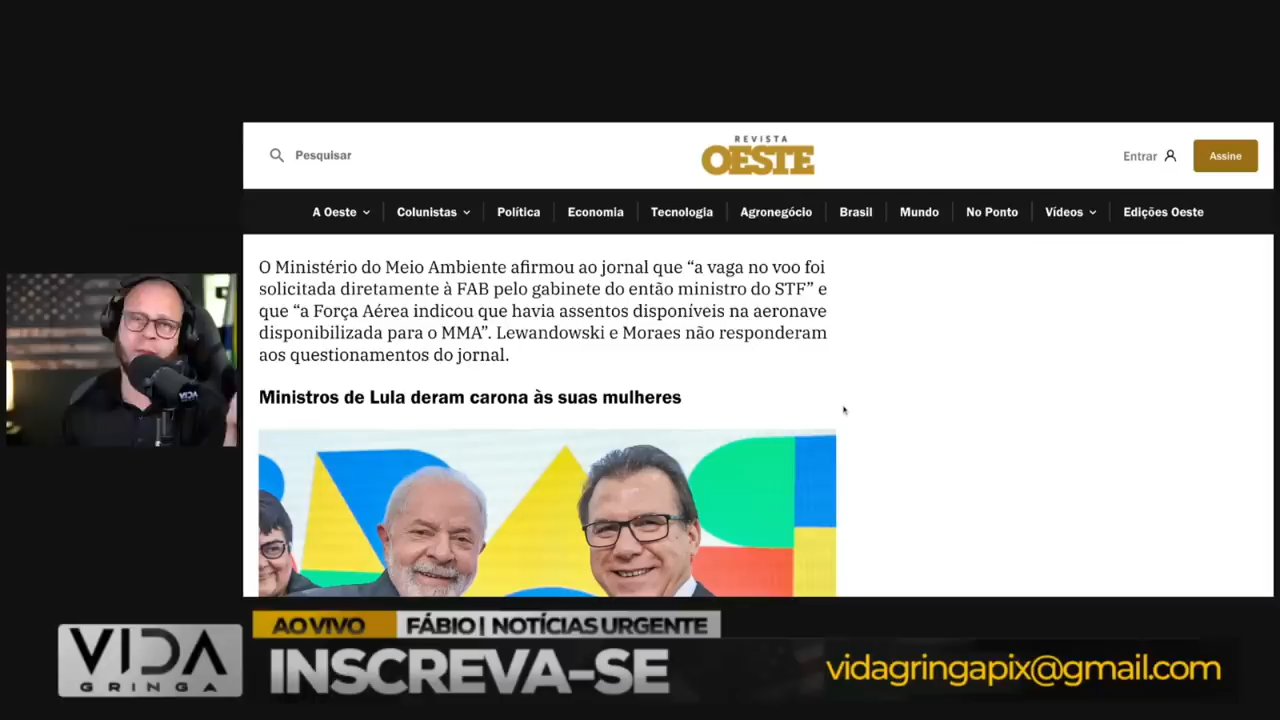 REVISTA
OESTE
Pesquisar
Entrar
Assine
A Oeste
Colunistas
Política
Economia
Tecnologia
Agronegócio
Brasil
Mundo
No Ponto
Vídeos
Edições Oeste
O Ministério do Meio Ambiente afirmou ao jornal que “a vaga no voo foi
solicitada diretamente à FAB pelo gabinete do então ministro do STF” e
que “a Força Aérea indicou que havia assentos disponíveis na aeronave
disponibilizada para o MMA”. Lewandowski e Moraes não responderam
aos questionamentos do jornal.
Ministros de Lula deram carona às suas mulheres
AO VIVO
FÁBIO | NOTÍCIAS URGENTE
VIDA
GRINGA
INSCREVA-SE
vidagringapix@gmail.com